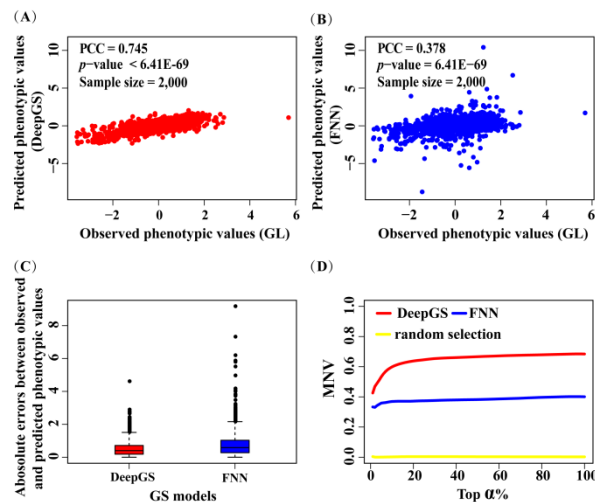 (A)
PCC = 0.745
p-value < 6.41E-69
Sample size = 2,000
Predicted phenotypic values
(DeepGS)
10
5
0
−5
−2 0 2 4 6
Observed phenotypic values (GL)
(B)
PCC = 0.378
p-value = 6.41E−69
Sample size = 2,000
Predicted phenotypic values
(FNN)
10
5
0
−5
−2 0 2 4 6
Observed phenotypic values (GL)
(C)
Abosolute errors between observed
and predicted phenotypic values
8
6
4
2
0
DeepGS FNN
GS models
(D)
DeepGS FNN
random selection
MNV
1.0
0.8
0.6
0.4
0.2
0.0
0 20 40 60 80 100
Top α%